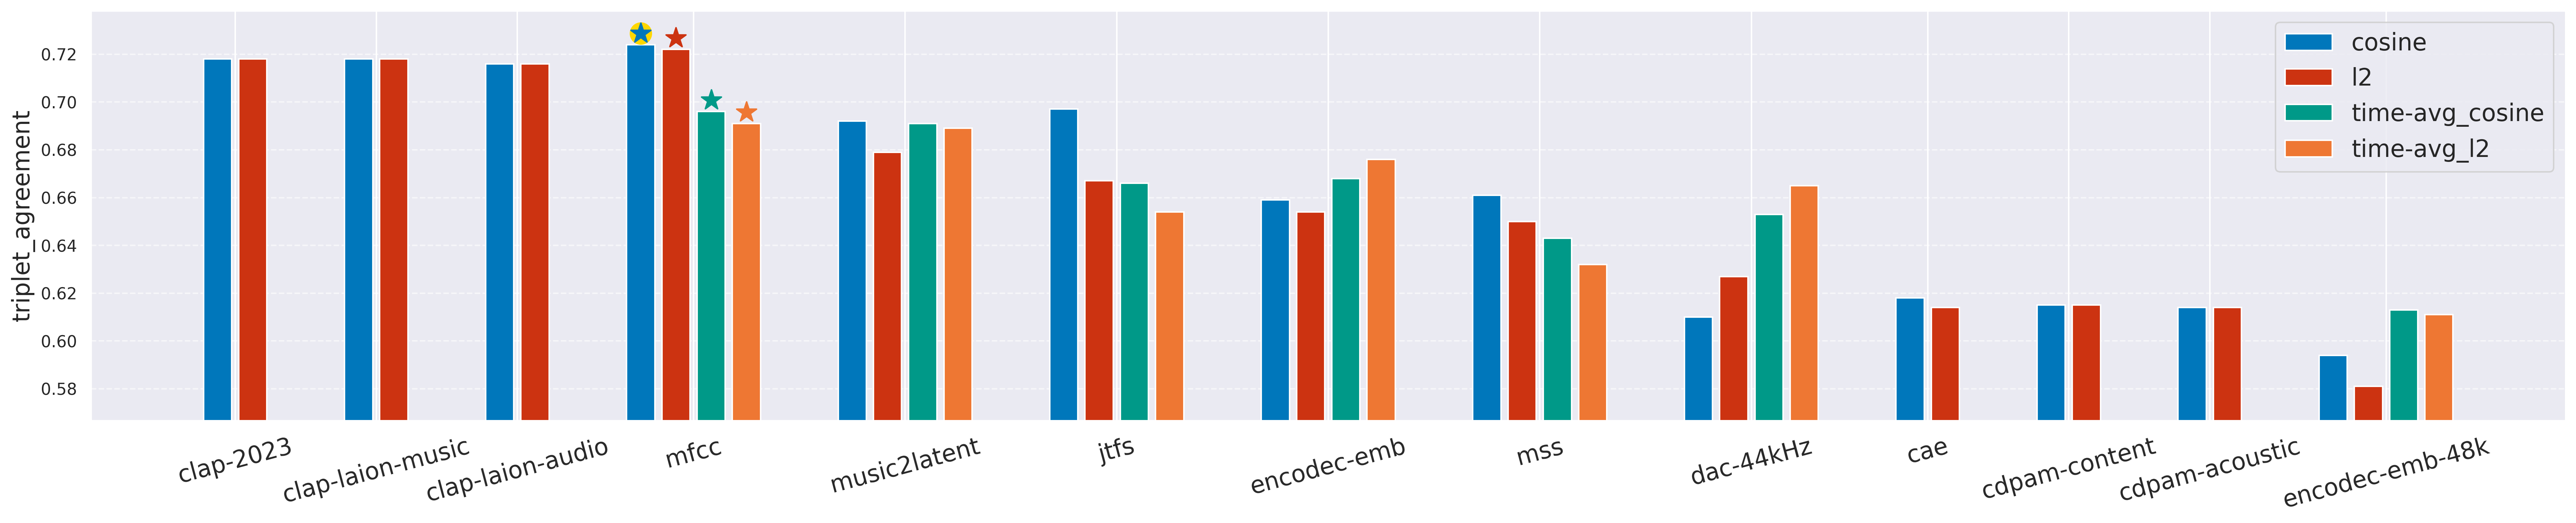 triplet_agreement
0.72
0.70
0.68
0.66
0.64
0.62
0.60
0.58
cosine
l2
time-avg_cosine
time-avg_l2
clap-2023
clap-laion-music
clap-laion-audio
mfcc
music2latent
jtfs
encodec-emb
mss
dac-44kHz
cae
cdpam-content
cdpam-acoustic
encodec-emb-48k